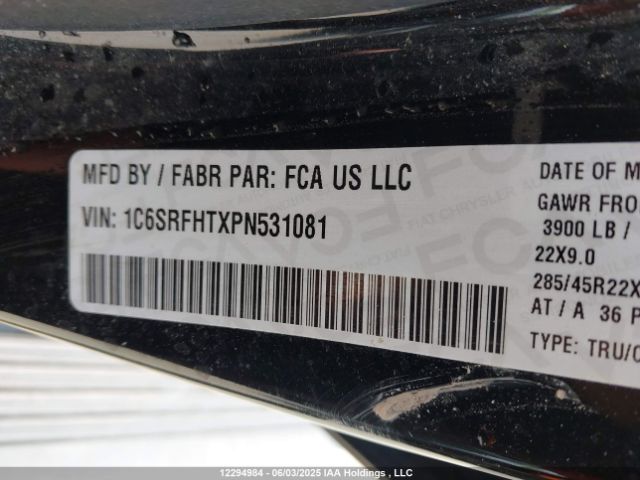 MFD BY / FABR PAR: FCA US LLC
VIN: 1C6SRFHTXPN531081
DATE OF M
GAWR FRO
3900 LB /
22X9.0
285/45R22X
AT / A 36 P
TYPE: TRU/C
12294984 - 06/03/2025 IAA Holdings , LLC